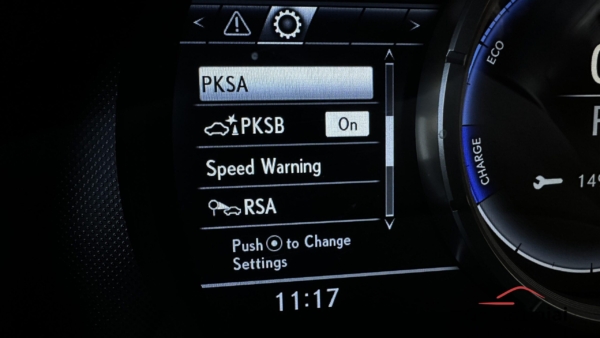 PKSA
PKSB On
Speed Warning
RSA
Push to Change
Settings
11:17
ECO
CHARGE